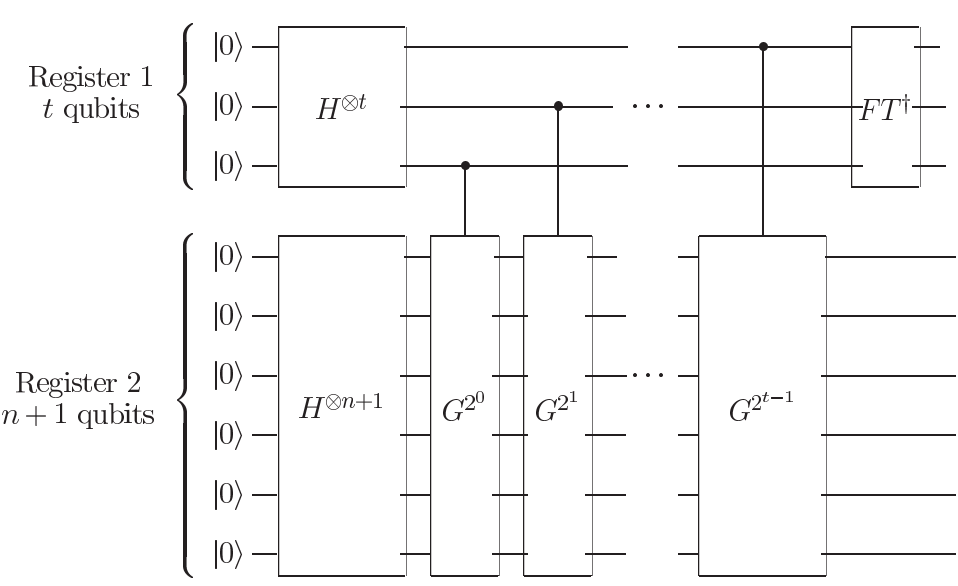 Register 1
t qubits
|0⟩
|0⟩
|0⟩
H^{⊗t}
· · ·
FT†
Register 2
n + 1 qubits
|0⟩
|0⟩
|0⟩
|0⟩
|0⟩
|0⟩
H^{⊗n+1}
G^{2^0}
G^{2^1}
· · ·
G^{2^{t−1}}